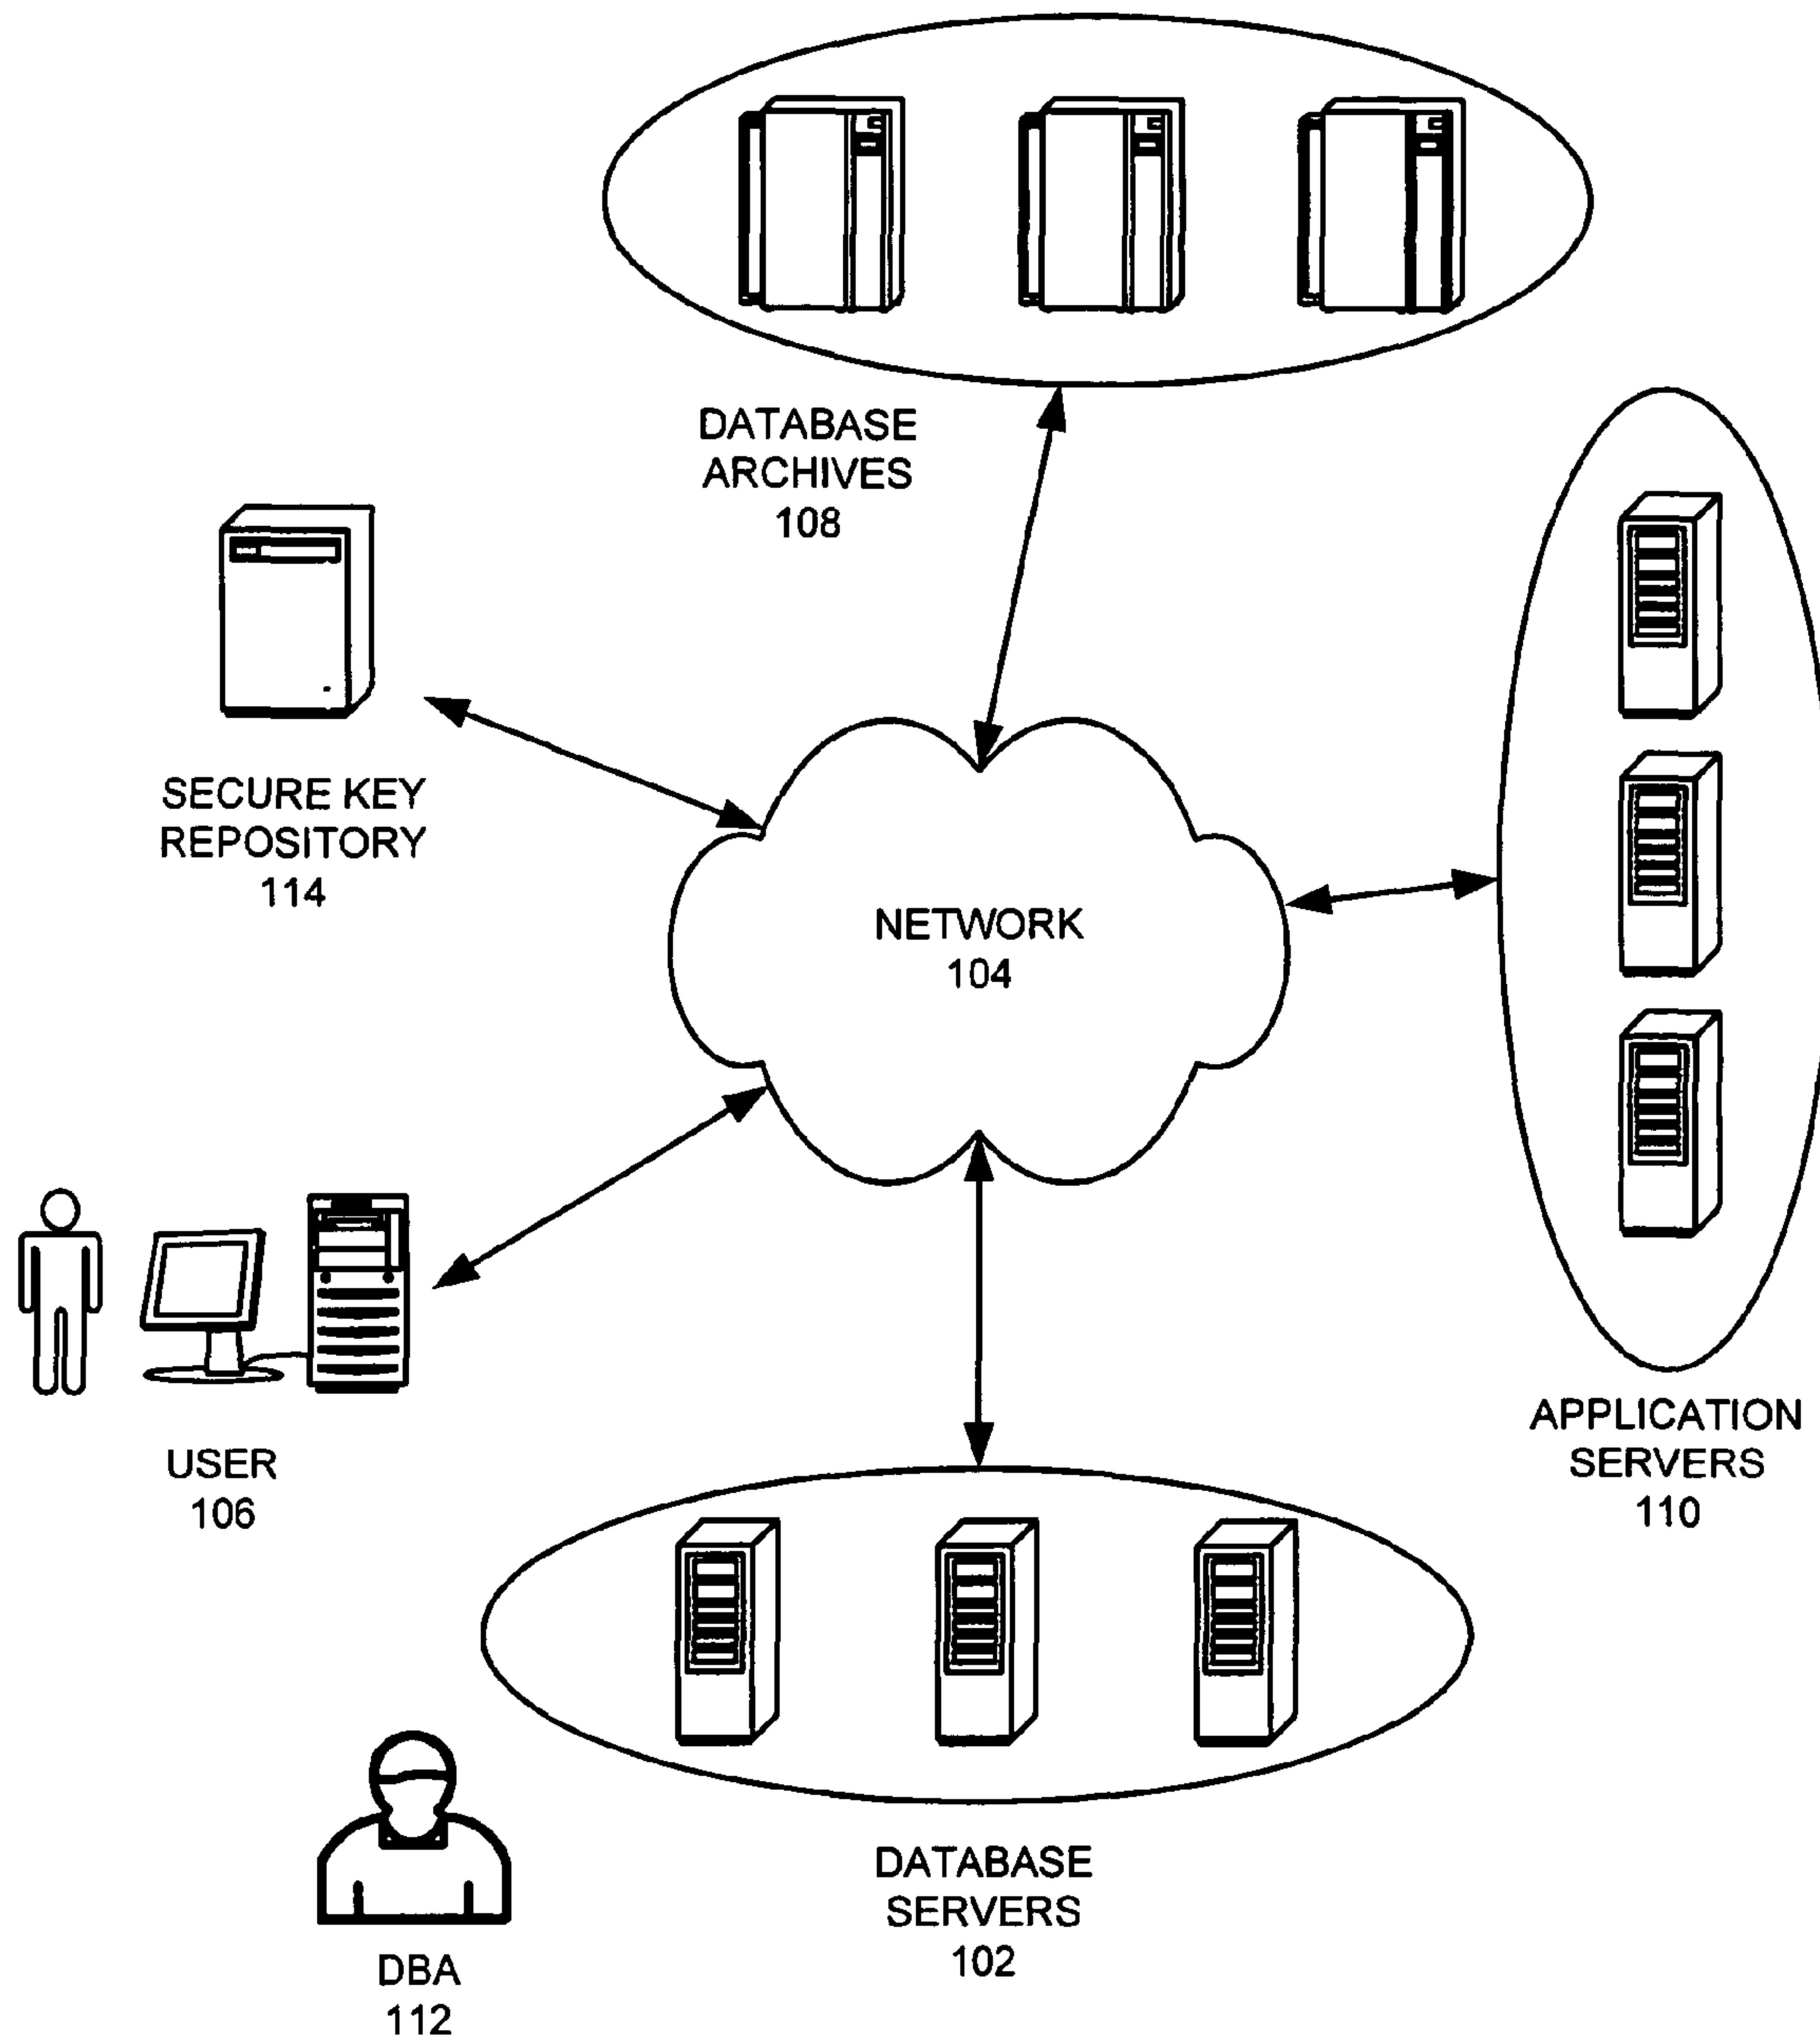 DATABASE
ARCHIVES
108
SECURE KEY
REPOSITORY
114
NETWORK
104
USER
106
APPLICATION
SERVERS
110
DATABASE
SERVERS
102
DBA
112